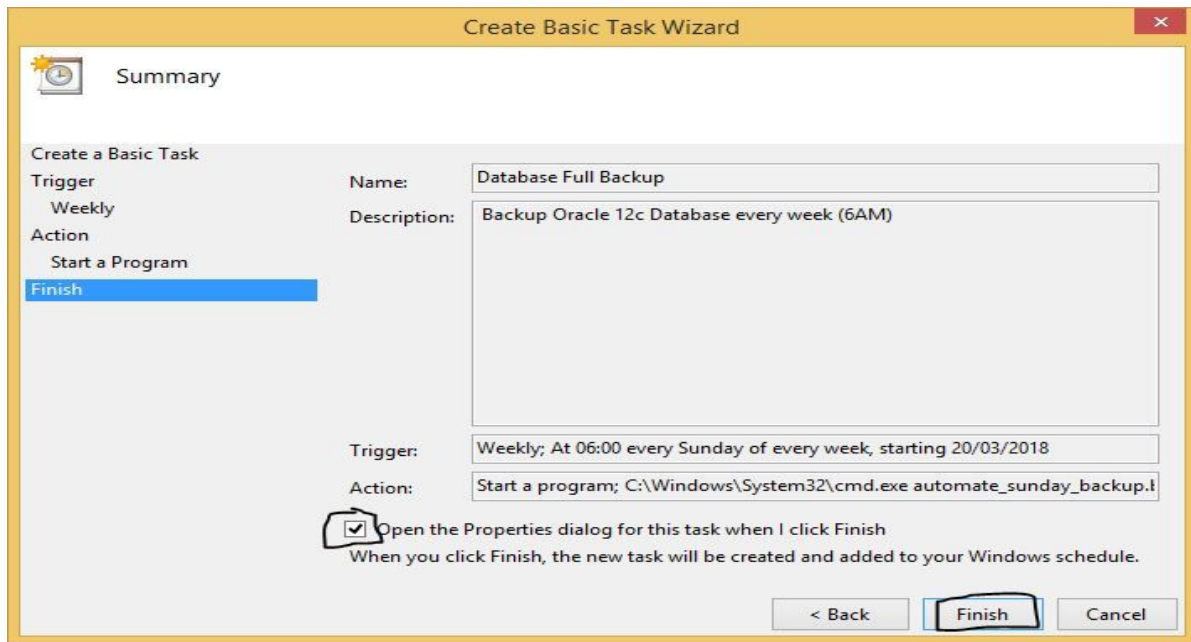 Create Basic Task Wizard
Summary
Create a Basic Task
Trigger
Weekly
Action
Start a Program
Finish
Name: Database Full Backup
Description: Backup Oracle 12c Database every week (6AM)
Trigger: Weekly; At 06:00 every Sunday of every week, starting 20/03/2018
Action: Start a program; C:\Windows\System32\cmd.exe automate_sunday_backup.
Open the Properties dialog for this task when I click Finish
When you click Finish, the new task will be created and added to your Windows schedule.
< Back Finish Cancel